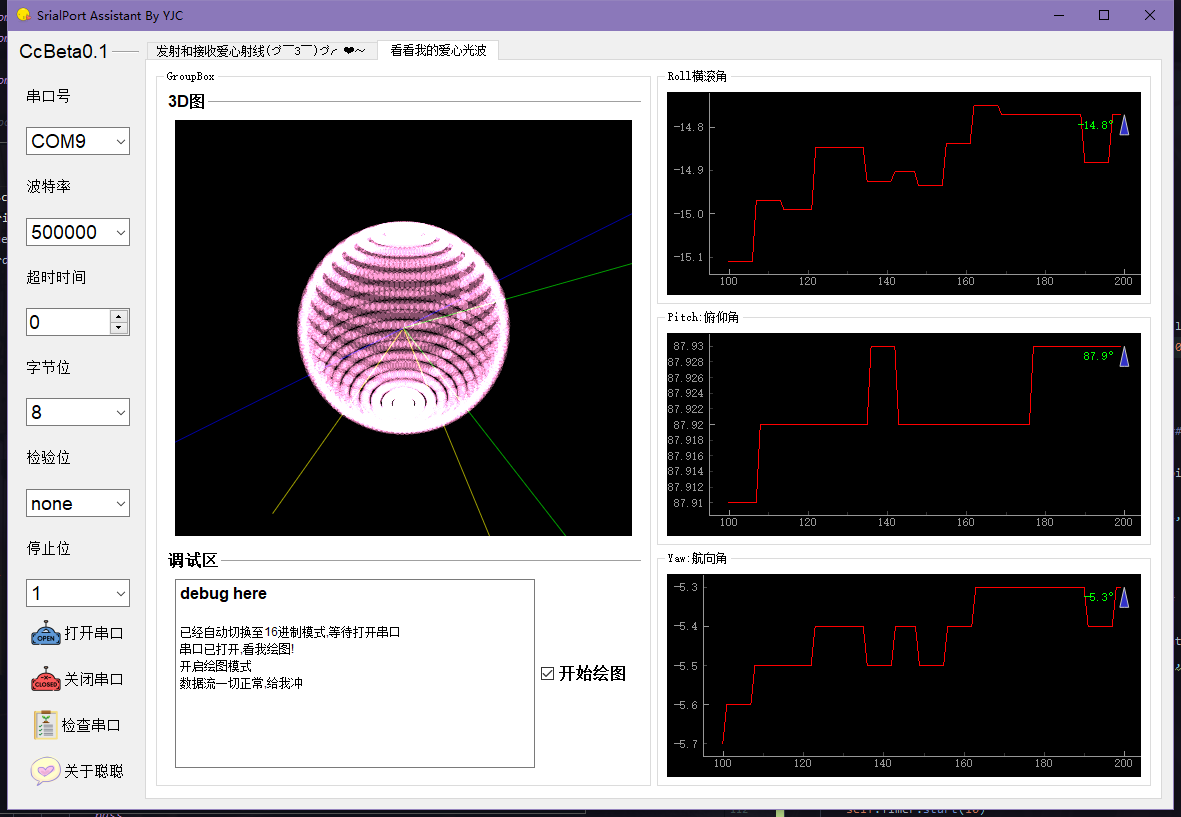 SrialPort Assistant By YJC
CcBeta0.1
串口号
COM9
波特率
500000
超时时间
0
字节位
8
检验位
none
停止位
1
OPEN 打开串口
CLOSED 关闭串口
检查串口
关于聪聪
发射和接收爱心射线(づ￣3￣)づ╭❤～
看看我的爱心光波
GroupBox
3D图
调试区
debug here
已经自动切换至16进制模式,等待打开串口
串口已打开,看我绘图!
开启绘图模式
数据流一切正常,给我冲
开始绘图
Roll横滚角
-14.8
-14.9
-15.0
-15.1
-14.8°
100 120 140 160 180 200
Pitch:俯仰角
87.93
87.928
87.926
87.924
87.922
87.92
87.918
87.916
87.914
87.912
87.91
87.9°
100 120 140 160 180 200
Yaw:航向角
-5.3
-5.4
-5.5
-5.6
-5.7
-5.3°
100 120 140 160 180 200